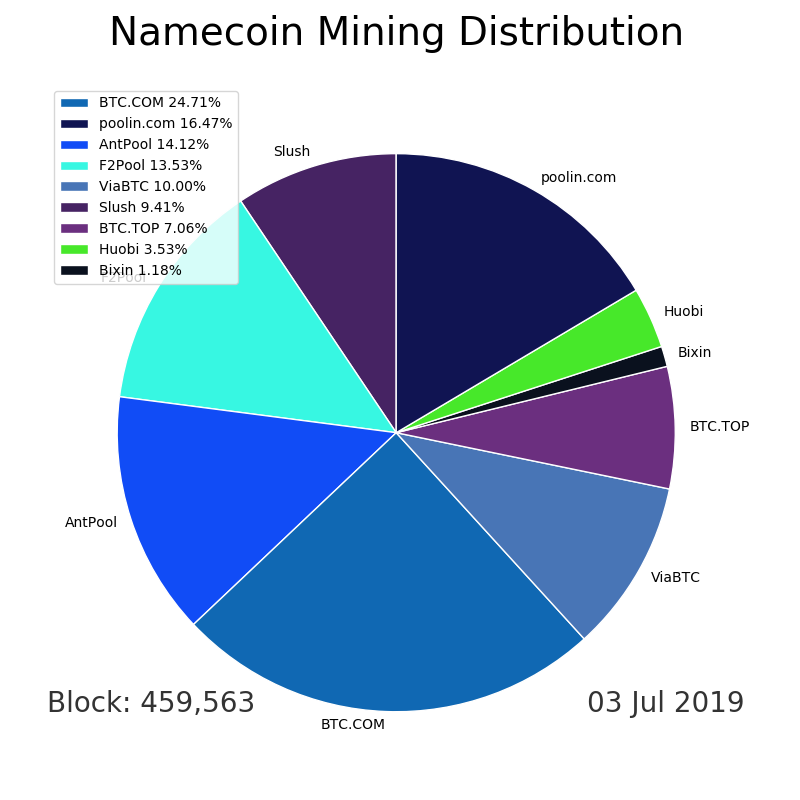 Namecoin Mining Distribution
BTC.COM 24.71%
poolin.com 16.47%
AntPool 14.12%
F2Pool 13.53%
ViaBTC 10.00%
Slush 9.41%
BTC.TOP 7.06%
Huobi 3.53%
Bixin 1.18%
Slush
poolin.com
F2Pool
Huobi
Bixin
BTC.TOP
AntPool
ViaBTC
Block: 459,563
03 Jul 2019
BTC.COM